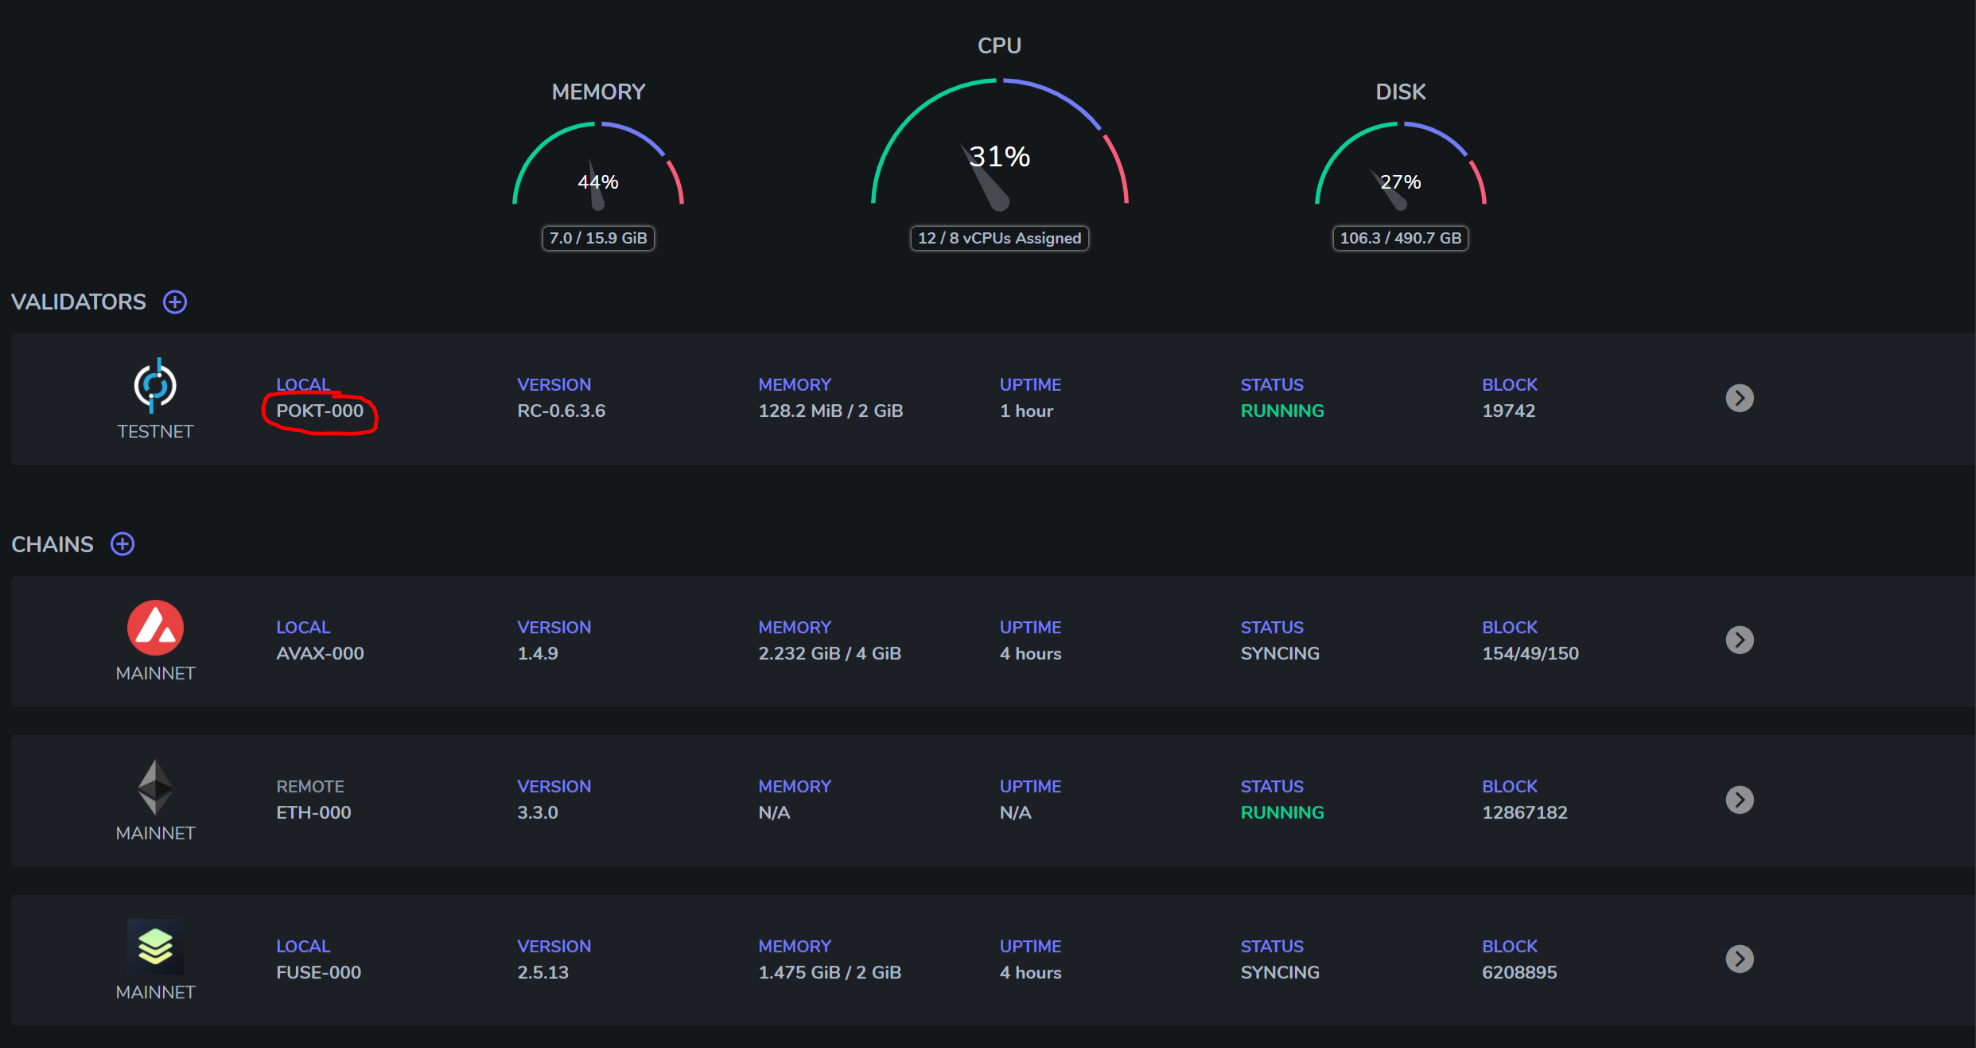 CPU
MEMORY
DISK
31%
44%
27%
7.0 / 15.9 GiB
12 / 8 vCPUs Assigned
106.3 / 490.7 GB
VALIDATORS
LOCAL VERSION MEMORY UPTIME STATUS BLOCK
POKT-000 RC-0.6.3.6 128.2 MiB / 2 GiB 1 hour RUNNING 19742
TESTNET
CHAINS
LOCAL VERSION MEMORY UPTIME STATUS BLOCK
AVAX-000 1.4.9 2.232 GiB / 4 GiB 4 hours SYNCING 154/49/150
MAINNET
REMOTE VERSION MEMORY UPTIME STATUS BLOCK
ETH-000 3.3.0 N/A N/A RUNNING 12867182
MAINNET
LOCAL VERSION MEMORY UPTIME STATUS BLOCK
FUSE-000 2.5.13 1.475 GiB / 2 GiB 4 hours SYNCING 6208895
MAINNET